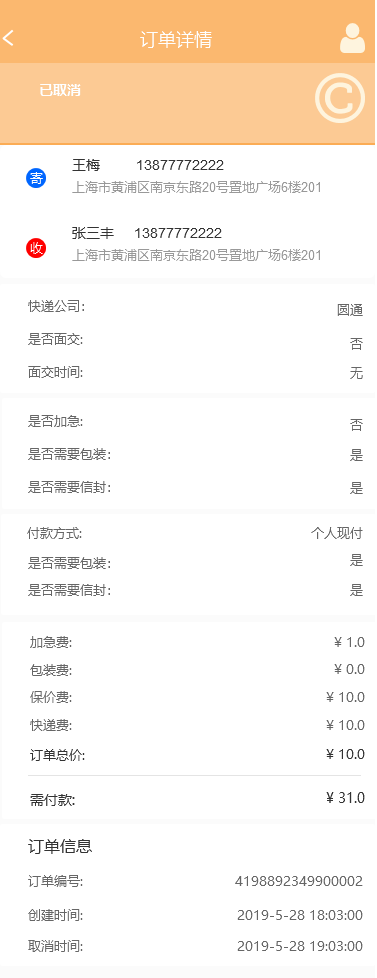 订单详情
已取消
©
寄 王梅 13877772222
上海市黄浦区南京东路20号置地广场6楼201
收 张三丰 13877772222
上海市黄浦区南京东路20号置地广场6楼201
快递公司: 圆通
是否面交: 否
面交时间: 无
是否加急: 否
是否需要包装: 是
是否需要信封: 是
付款方式: 个人现付
是否需要包装: 是
是否需要信封: 是
加急费: ¥ 1.0
包装费: ¥ 0.0
保价费: ¥ 10.0
快递费: ¥ 10.0
订单总价: ¥ 10.0
需付款: ¥ 31.0
订单信息
订单编号: 4198892349900002
创建时间: 2019-5-28 18:03:00
取消时间: 2019-5-28 19:03:00